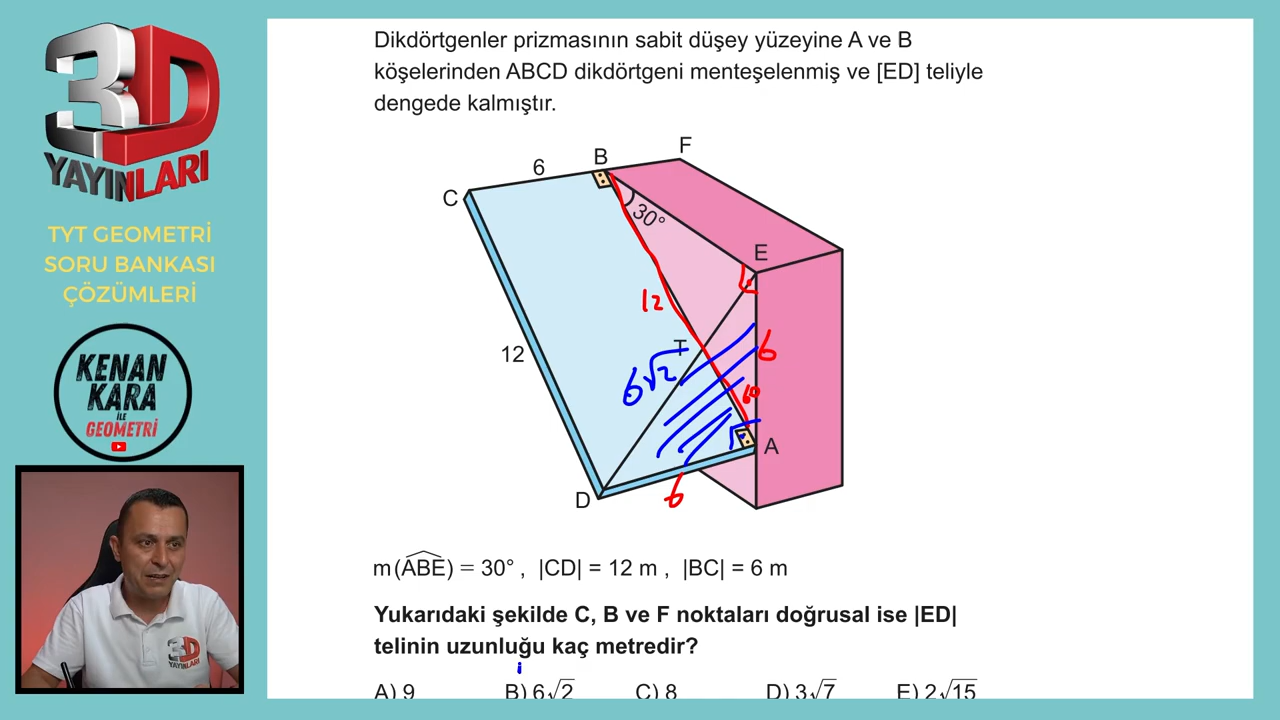 3D
YAYINLARI
TYT GEOMETRİ
SORU BANKASI
ÇÖZÜMLERİ
KENAN
KARA
İLE
GEOMETRİ
3D
YAYINLARI
Dikdörtgenler prizmasının sabit düşey yüzeyine A ve B
köşelerinden ABCD dikdörtgeni menteşelenmiş ve [ED] teliyle
dengede kalmıştır.
F
B
6
C
30°
E
12
T
6
12
6√2
60
A
D
6
m(ABE) = 30° , |CD| = 12 m , |BC| = 6 m
Yukarıdaki şekilde C, B ve F noktaları doğrusal ise |ED|
telinin uzunluğu kaç metredir?
A) 9 B) 6√2 C) 8 D) 3√7 E) 2√15